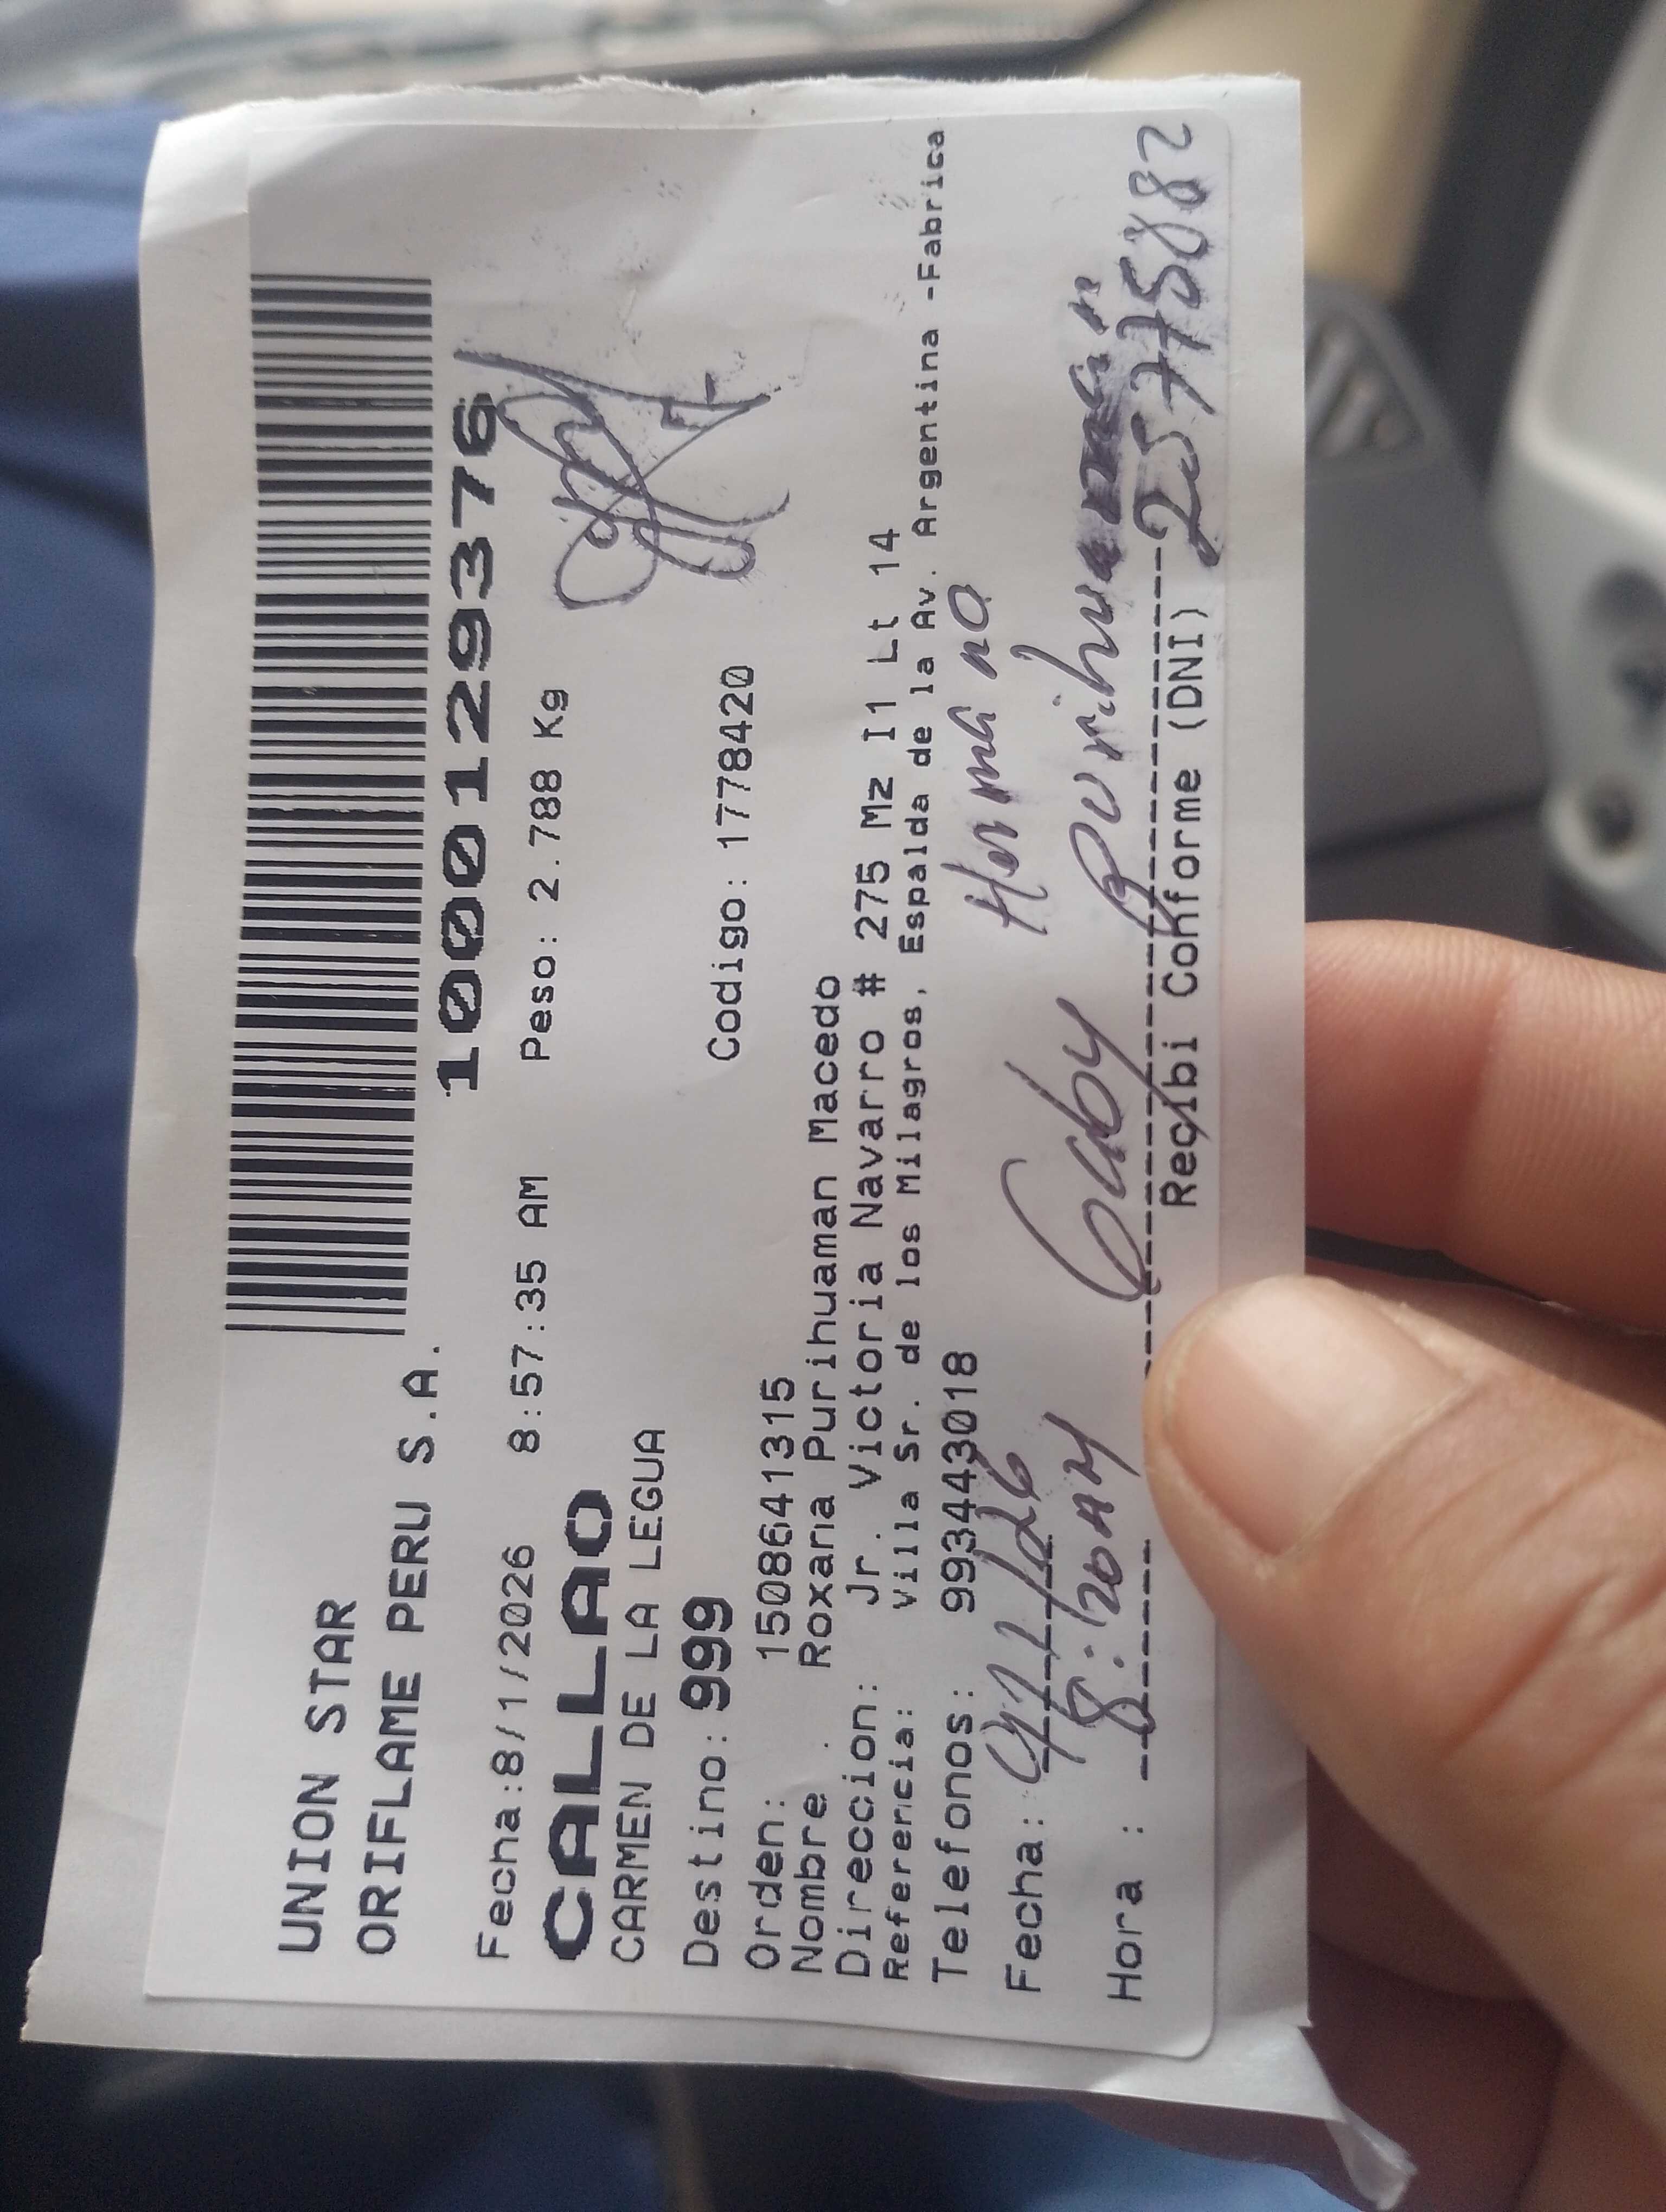 UNION STAR
ORIFLAME PERU S.A.
10001293376
Fecha:8/1/2026 8:57:35 AM Peso: 2.788 Kg
CALLAO
CARMEN DE LA LEGUA
Destino: 999 Codigo: 1778420
Orden: 1508641315
Nombre : Roxana Purihuaman Macedo
Direccion: Jr. Victoria Navarro # 275 Mz I1 Lt 14
Referencia: Villa Sr. de los Milagros, Espalda de la Av. Argentina -Fabrica
Telefonos: 993443018
Hermano
Fecha: 9/1/26
Gaby Purihuaman
Hora : 8:20AM
25775882
Recibi Conforme (DNI)